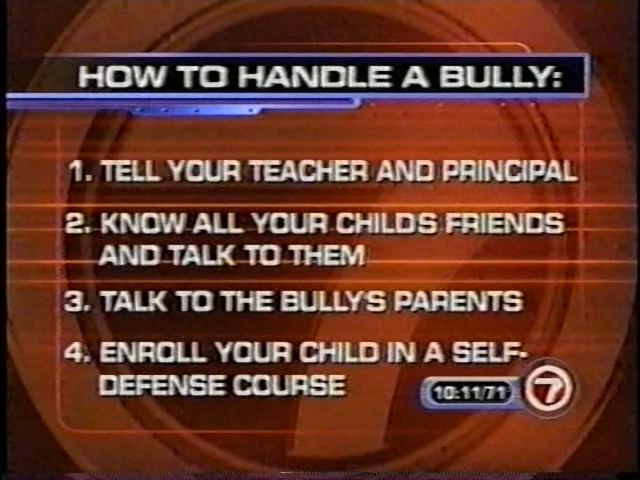 HOW TO HANDLE A BULLY:
1. TELL YOUR TEACHER AND PRINCIPAL
2. KNOW ALL YOUR CHILDS FRIENDS
AND TALK TO THEM
3. TALK TO THE BULLY'S PARENTS
4. ENROLL YOUR CHILD IN A SELF-
DEFENSE COURSE
10:11/71
7